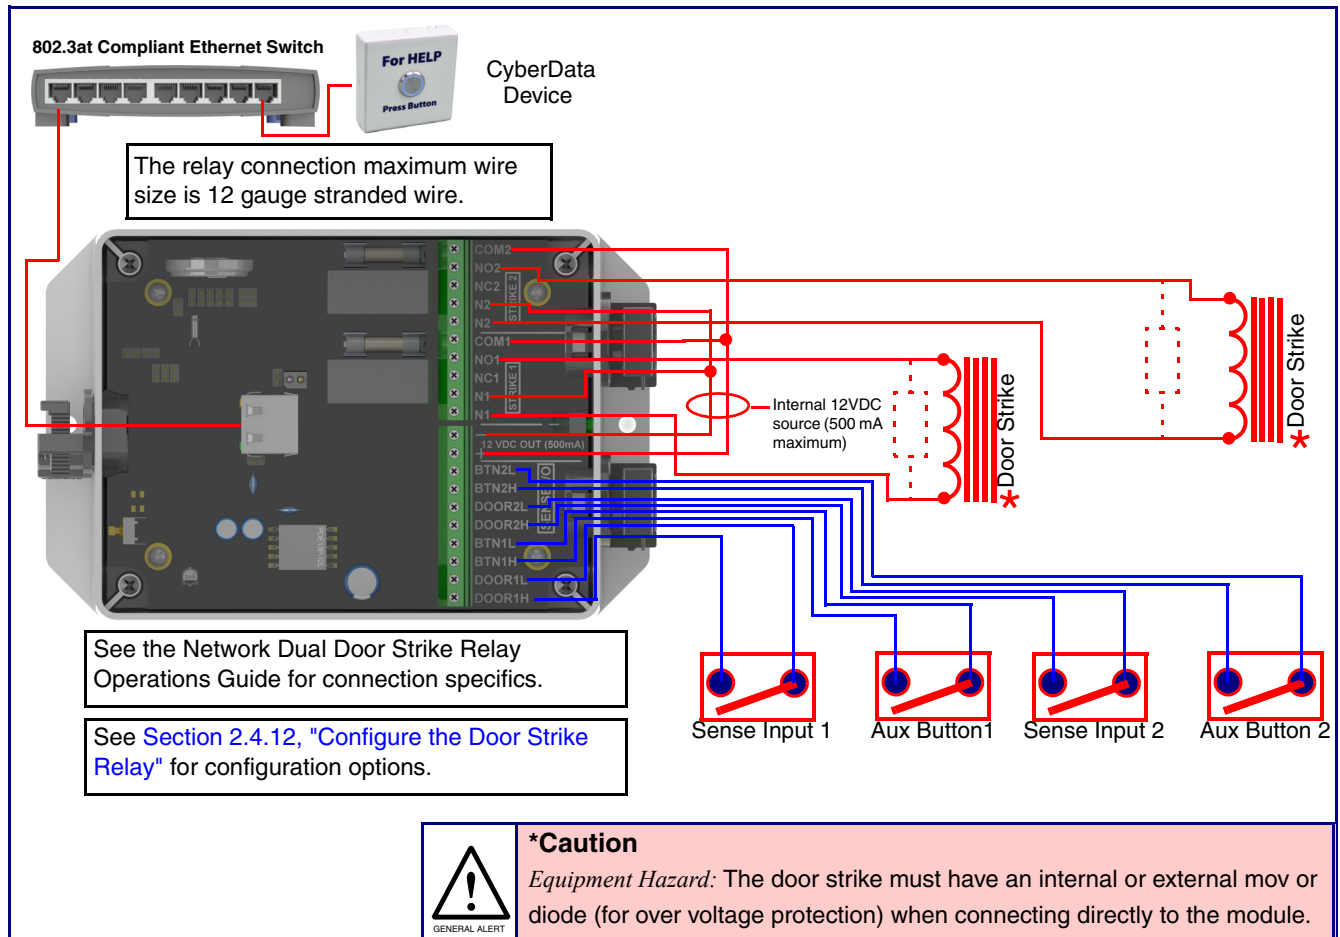 802.3at Compliant Ethernet Switch
For HELP
Press Button
CyberData
Device
The relay connection maximum wire
size is 12 gauge stranded wire.
COM2
NO2
NC2
N2
N2
STRIKE 2
COM1
NO1
NC1
N1
N1
STRIKE 1
-
12 VDC OUT (500mA)
+
BTN2L
BTN2H
DOOR2L
DOOR2H
BTN1L
BTN1H
DOOR1L
DOOR1H
Internal 12VDC
source (500 mA
maximum)
*Door Strike
*Door Strike
Sense Input 1
Aux Button1
Sense Input 2
Aux Button 2
See the Network Dual Door Strike Relay
Operations Guide for connection specifics.
See Section 2.4.12, "Configure the Door Strike
Relay" for configuration options.
GENERAL ALERT
*Caution
Equipment Hazard: The door strike must have an internal or external mov or
diode (for over voltage protection) when connecting directly to the module.